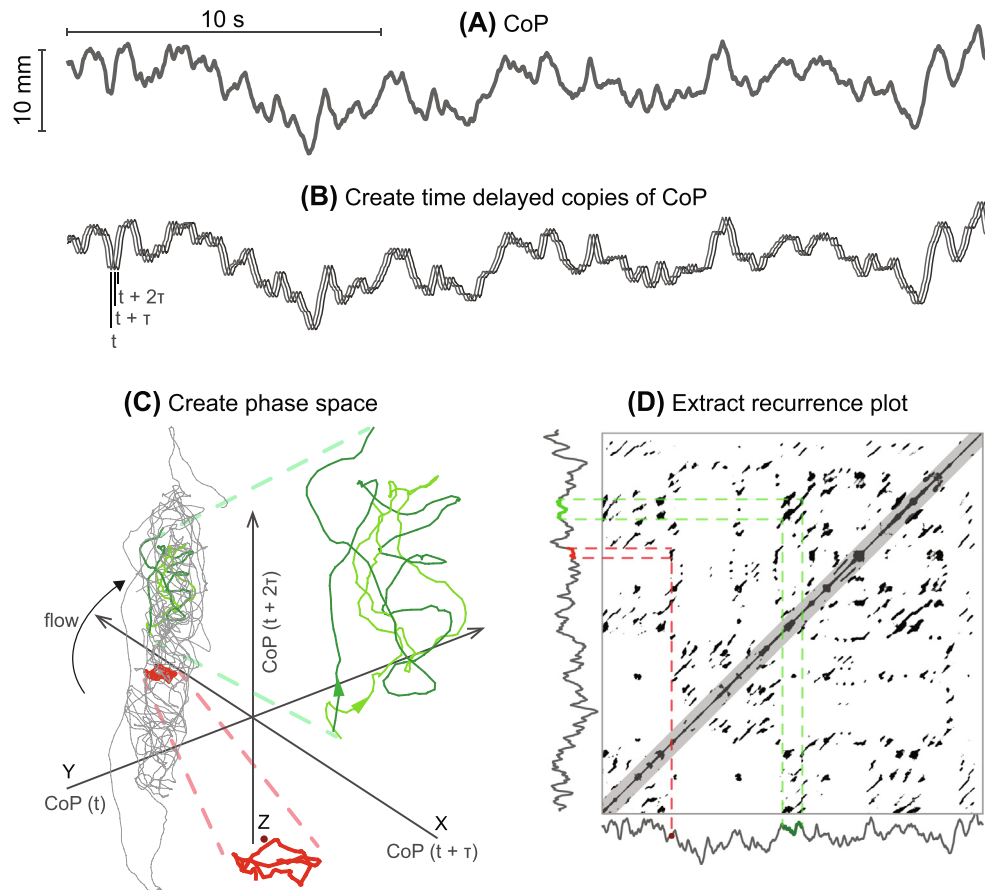 10 s
(A) CoP
10 mm
(B) Create time delayed copies of CoP
t + 2τ
t + τ
t
(C) Create phase space
(D) Extract recurrence plot
flow
CoP (t + 2τ)
Y
CoP (t)
Z
X
CoP (t + τ)